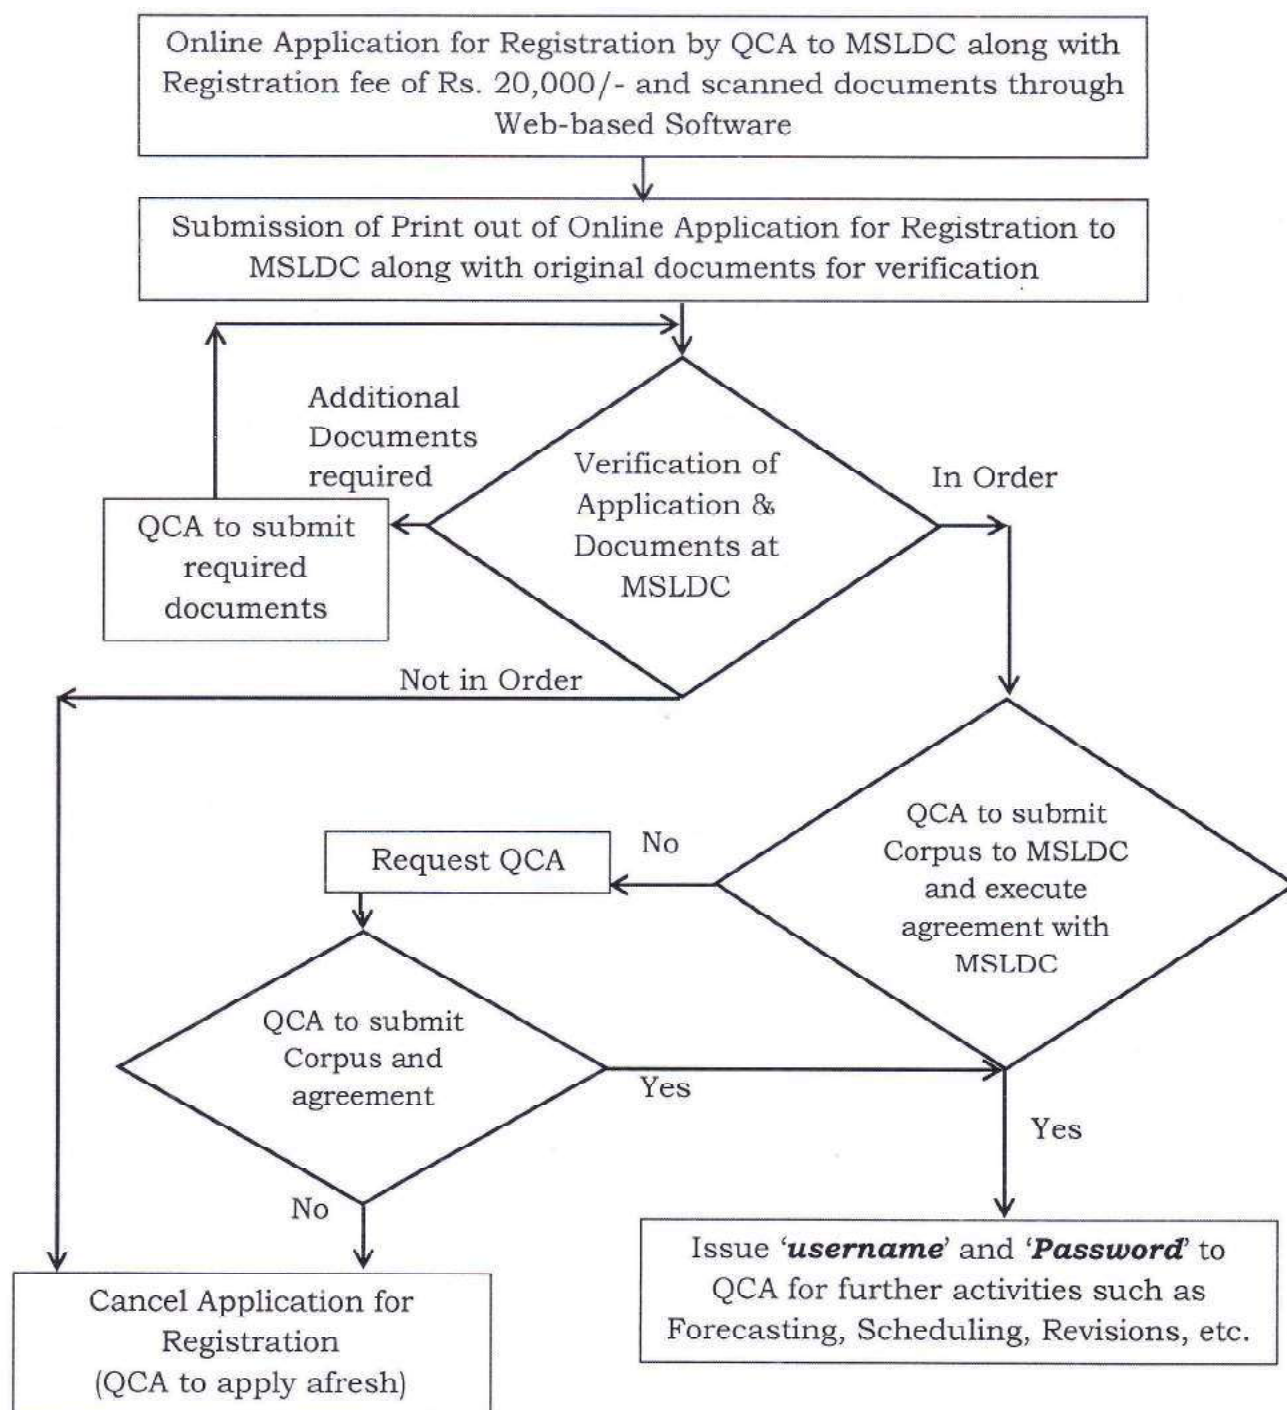 Online Application for Registration by QCA to MSLDC along with
Registration fee of Rs. 20,000/- and scanned documents through
Web-based Software
Submission of Print out of Online Application for Registration to
MSLDC along with original documents for verification
Additional
Documents
required
Verification of
Application &
Documents at
MSLDC
In Order
QCA to submit
required
documents
Not in Order
QCA to submit
Corpus to MSLDC
and execute
agreement with
MSLDC
No
Request QCA
QCA to submit
Corpus and
agreement
Yes
Yes
No
Issue ‘username’ and ‘Password’ to
QCA for further activities such as
Forecasting, Scheduling, Revisions, etc.
Cancel Application for
Registration
(QCA to apply afresh)